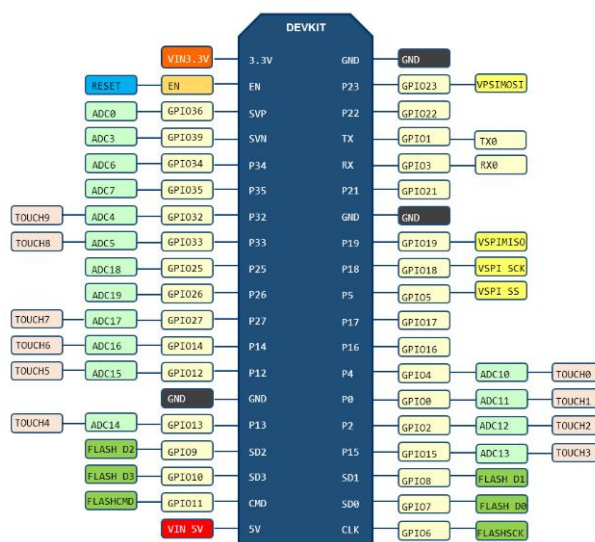 DEVKIT
VIN3.3V 3.3V GND GND
RESET EN EN P23 GPIO23 VPSIMOSI
ADC0 GPIO36 SVP P22 GPIO22
ADC3 GPIO39 SVN TX GPIO1 TX0
ADC6 GPIO34 P34 RX GPIO3 RX0
ADC7 GPIO35 P35 P21 GPIO21
TOUCH9 ADC4 GPIO32 P32 GND GND
TOUCH8 ADC5 GPIO33 P33 P19 GPIO19 VSPIMISO
ADC18 GPIO25 P25 P18 GPIO18 VSPI SCK
ADC19 GPIO26 P26 P5 GPIO5 VSPI SS
TOUCH7 ADC17 GPIO27 P27 P17 GPIO17
TOUCH6 ADC16 GPIO14 P14 P16 GPIO16
TOUCH5 ADC15 GPIO12 P12 P4 GPIO4 ADC10 TOUCH0
GND GND P0 GPIO0 ADC11 TOUCH1
TOUCH4 ADC14 GPIO13 P13 P2 GPIO2 ADC12 TOUCH2
FLASH D2 GPIO9 SD2 P15 GPIO15 ADC13 TOUCH3
FLASH D3 GPIO10 SD3 SD1 GPIO8 FLASH D1
FLASHCMD GPIO11 CMD SD0 GPIO7 FLASH D0
VIN 5V 5V CLK GPIO6 FLASHSCK